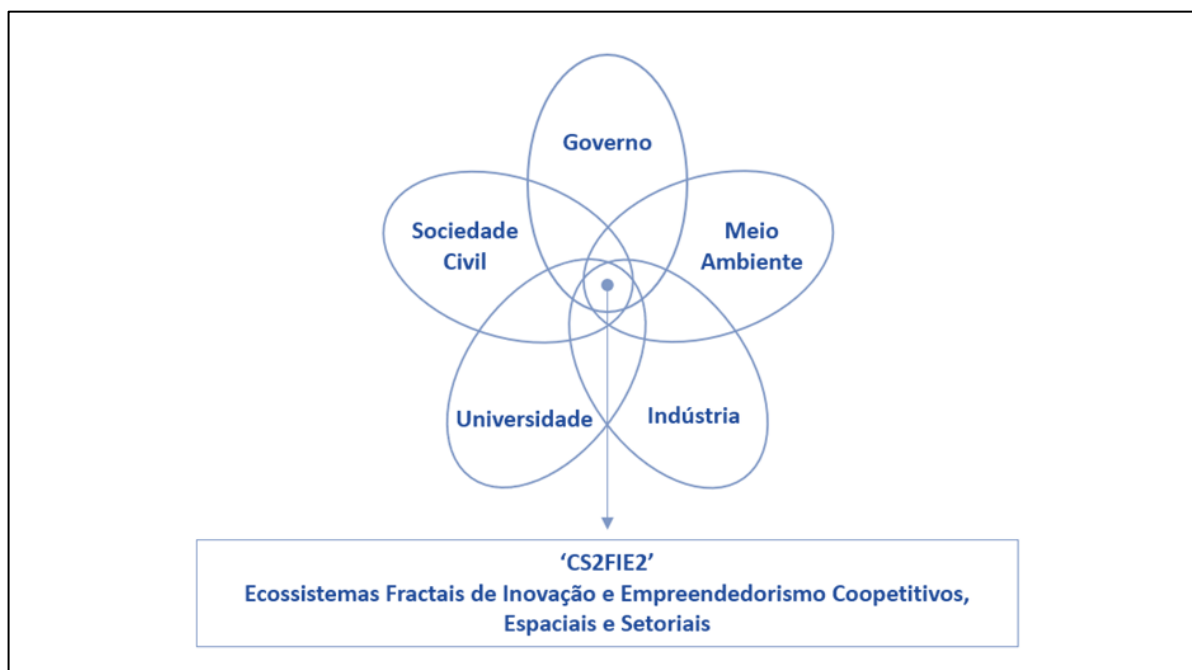 Governo
Sociedade
Civil
Meio
Ambiente
Universidade
Indústria
‘CS2FIE2’
Ecossistemas Fractais de Inovação e Empreendedorismo Coopetitivos,
Espaciais e Setoriais